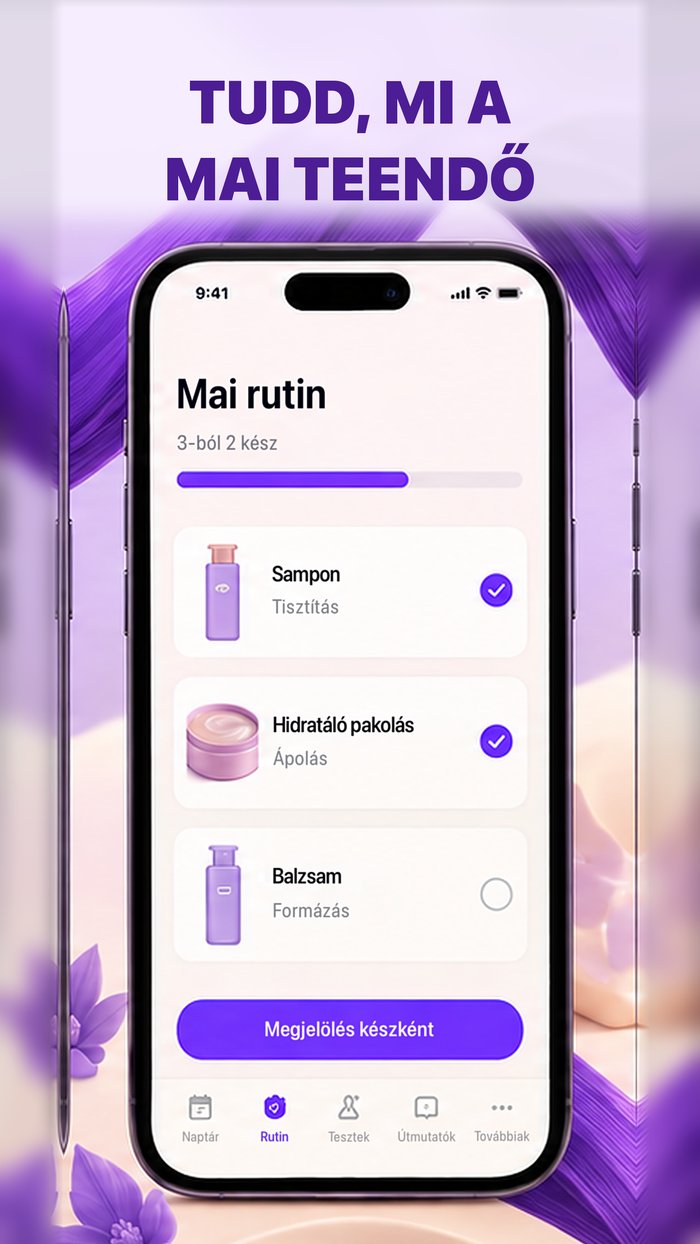 TUDD, MI A
MAI TEENDŐ
9:41
Mai rutin
3-ból 2 kész
Sampon
Tisztítás
Hidratáló pakolás
Ápolás
Balzsam
Formázás
Megjelölés készként
Naptár
Rutin
Tesztek
Útmutatók
Továbbiak